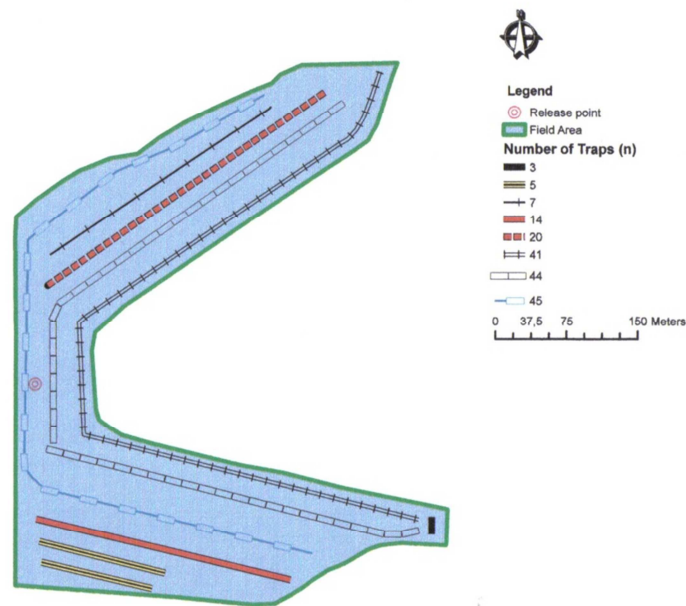 Legend
Release point
Field Area
Number of Traps (n)
3
5
7
14
20
41
44
45
0 37,5 75 150 Meters